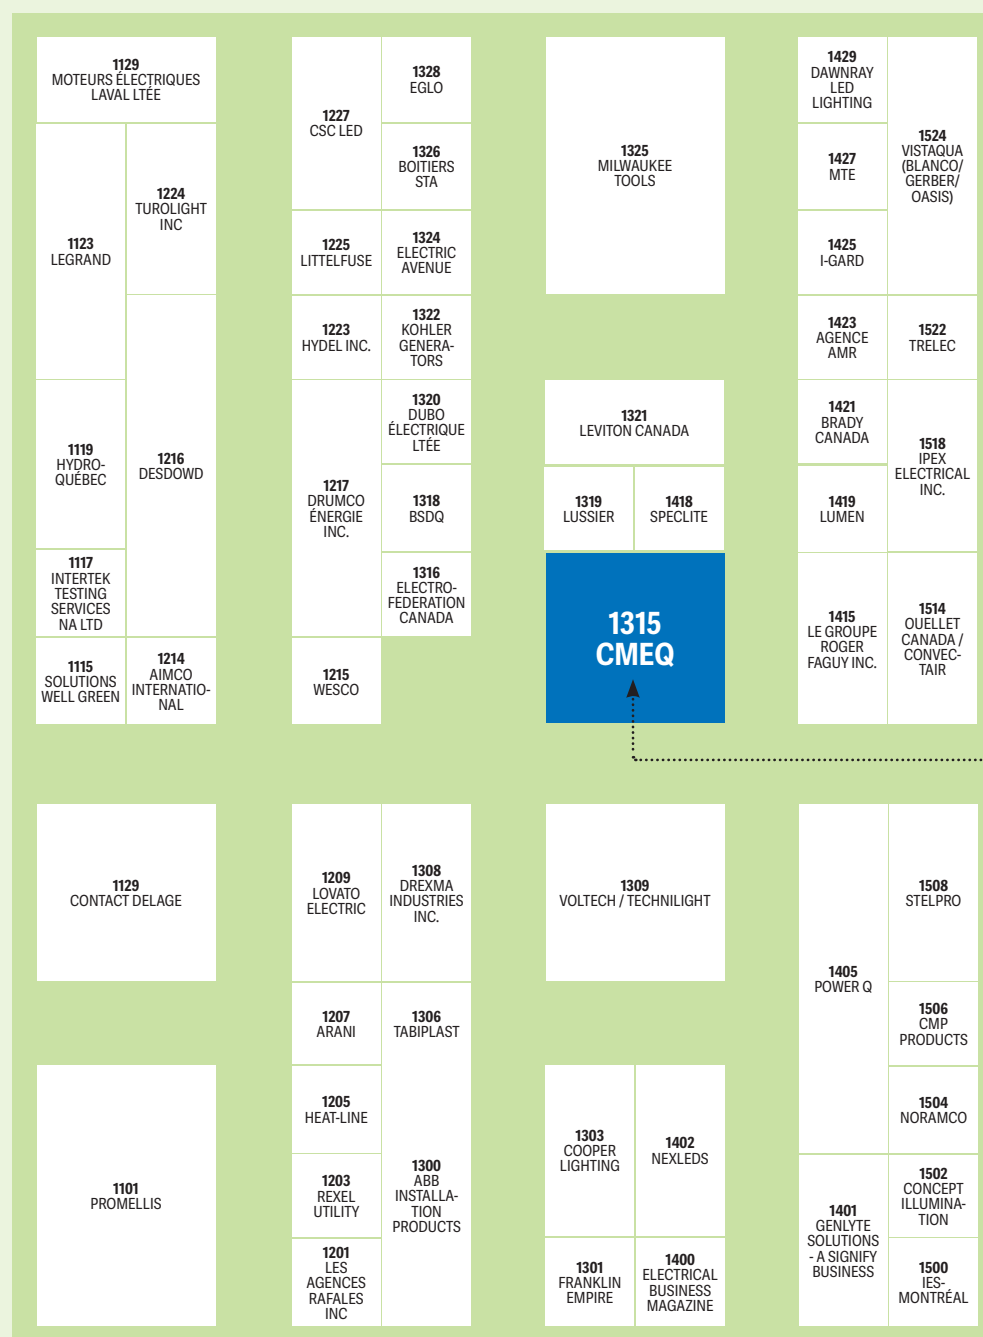 1129
MOTEURS ÉLECTRIQUES
LAVAL LTÉE
1123
LEGRAND
1224
TUROLIGHT
INC
1119
HYDRO-
QUÉBEC
1216
DESDOWD
1117
INTERTEK
TESTING
SERVICES
NA LTD
1115
SOLUTIONS
WELL GREEN
1214
AIMCO
INTERNATIO-
NAL
1227
CSC LED
1328
EGLO
1326
BOITIERS
STA
1225
LITTELFUSE
1324
ELECTRIC
AVENUE
1223
HYDEL INC.
1322
KOHLER
GENERA-
TORS
1320
DUBO
ÉLECTRIQUE
LTÉE
1217
DRUMCO
ÉNERGIE
INC.
1318
BSDQ
1316
ELECTRO-
FEDERATION
CANADA
1215
WESCO
1325
MILWAUKEE
TOOLS
1321
LEVITON CANADA
1319
LUSSIER
1418
SPECLITE
1315
CMEQ
1429
DAWNRAY
LED
LIGHTING
1427
MTE
1524
VISTAQUA
(BLANCO/
GERBER/
OASIS)
1425
I-GARD
1423
AGENCE
AMR
1522
TRELEC
1421
BRADY
CANADA
1518
IPEX
ELECTRICAL
INC.
1419
LUMEN
1415
LE GROUPE
ROGER
FAGUY INC.
1514
OUELLET
CANADA /
CONVEC-
TAIR
1129
CONTACT DELAGE
1101
PROMELLIS
1209
LOVATO
ELECTRIC
1308
DREXMA
INDUSTRIES
INC.
1207
ARANI
1306
TABIPLAST
1205
HEAT-LINE
1203
REXEL
UTILITY
1300
ABB
INSTALLA-
TION
PRODUCTS
1201
LES
AGENCES
RAFALES
INC
1309
VOLTECH / TECHNILIGHT
1303
COOPER
LIGHTING
1402
NEXLEDS
1301
FRANKLIN
EMPIRE
1400
ELECTRICAL
BUSINESS
MAGAZINE
1405
POWER Q
1508
STELPRO
1506
CMP
PRODUCTS
1504
NORAMCO
1401
GENLYTE
SOLUTIONS
- A SIGNIFY
BUSINESS
1502
CONCEPT
ILLUMINA-
TION
1500
IES-
MONTRÉAL